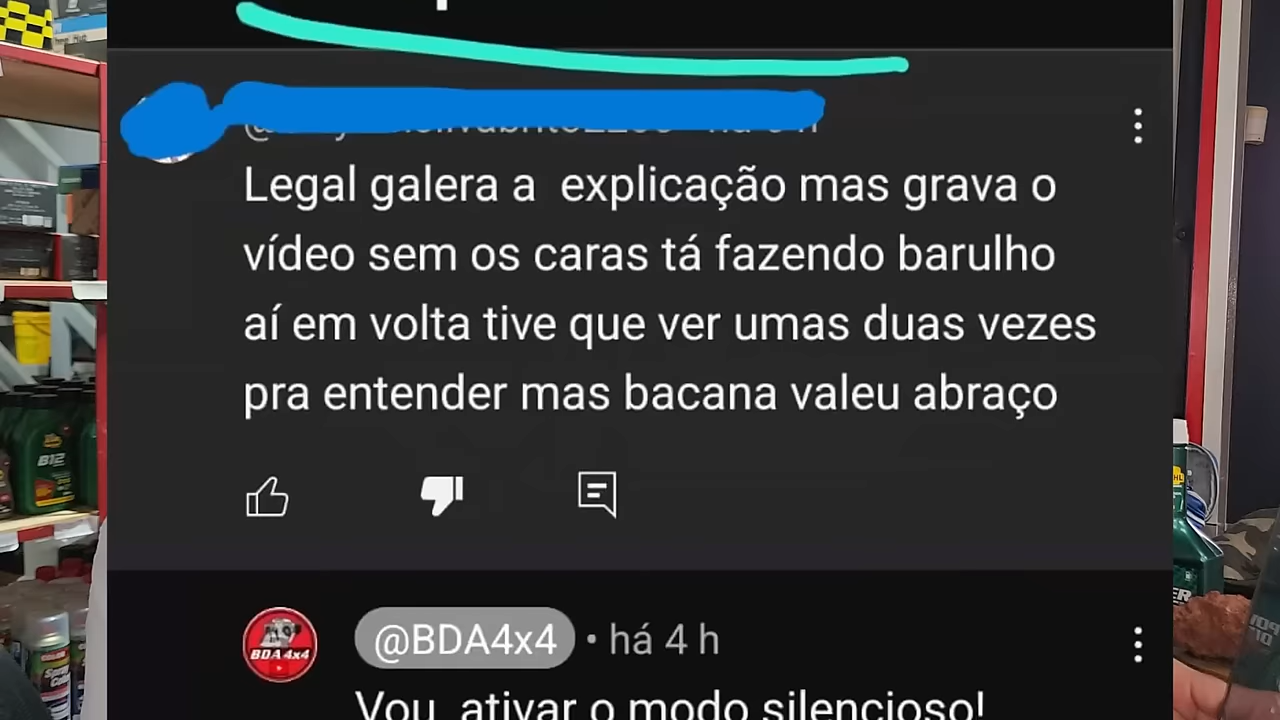 Legal galera a  explicação mas grava o
vídeo sem os caras tá fazendo barulho
aí em volta tive que ver umas duas vezes
pra entender mas bacana valeu abraço
BDA 4x4
@BDA4x4 • há 4 h
Vou  ativar o modo silencioso!
B12